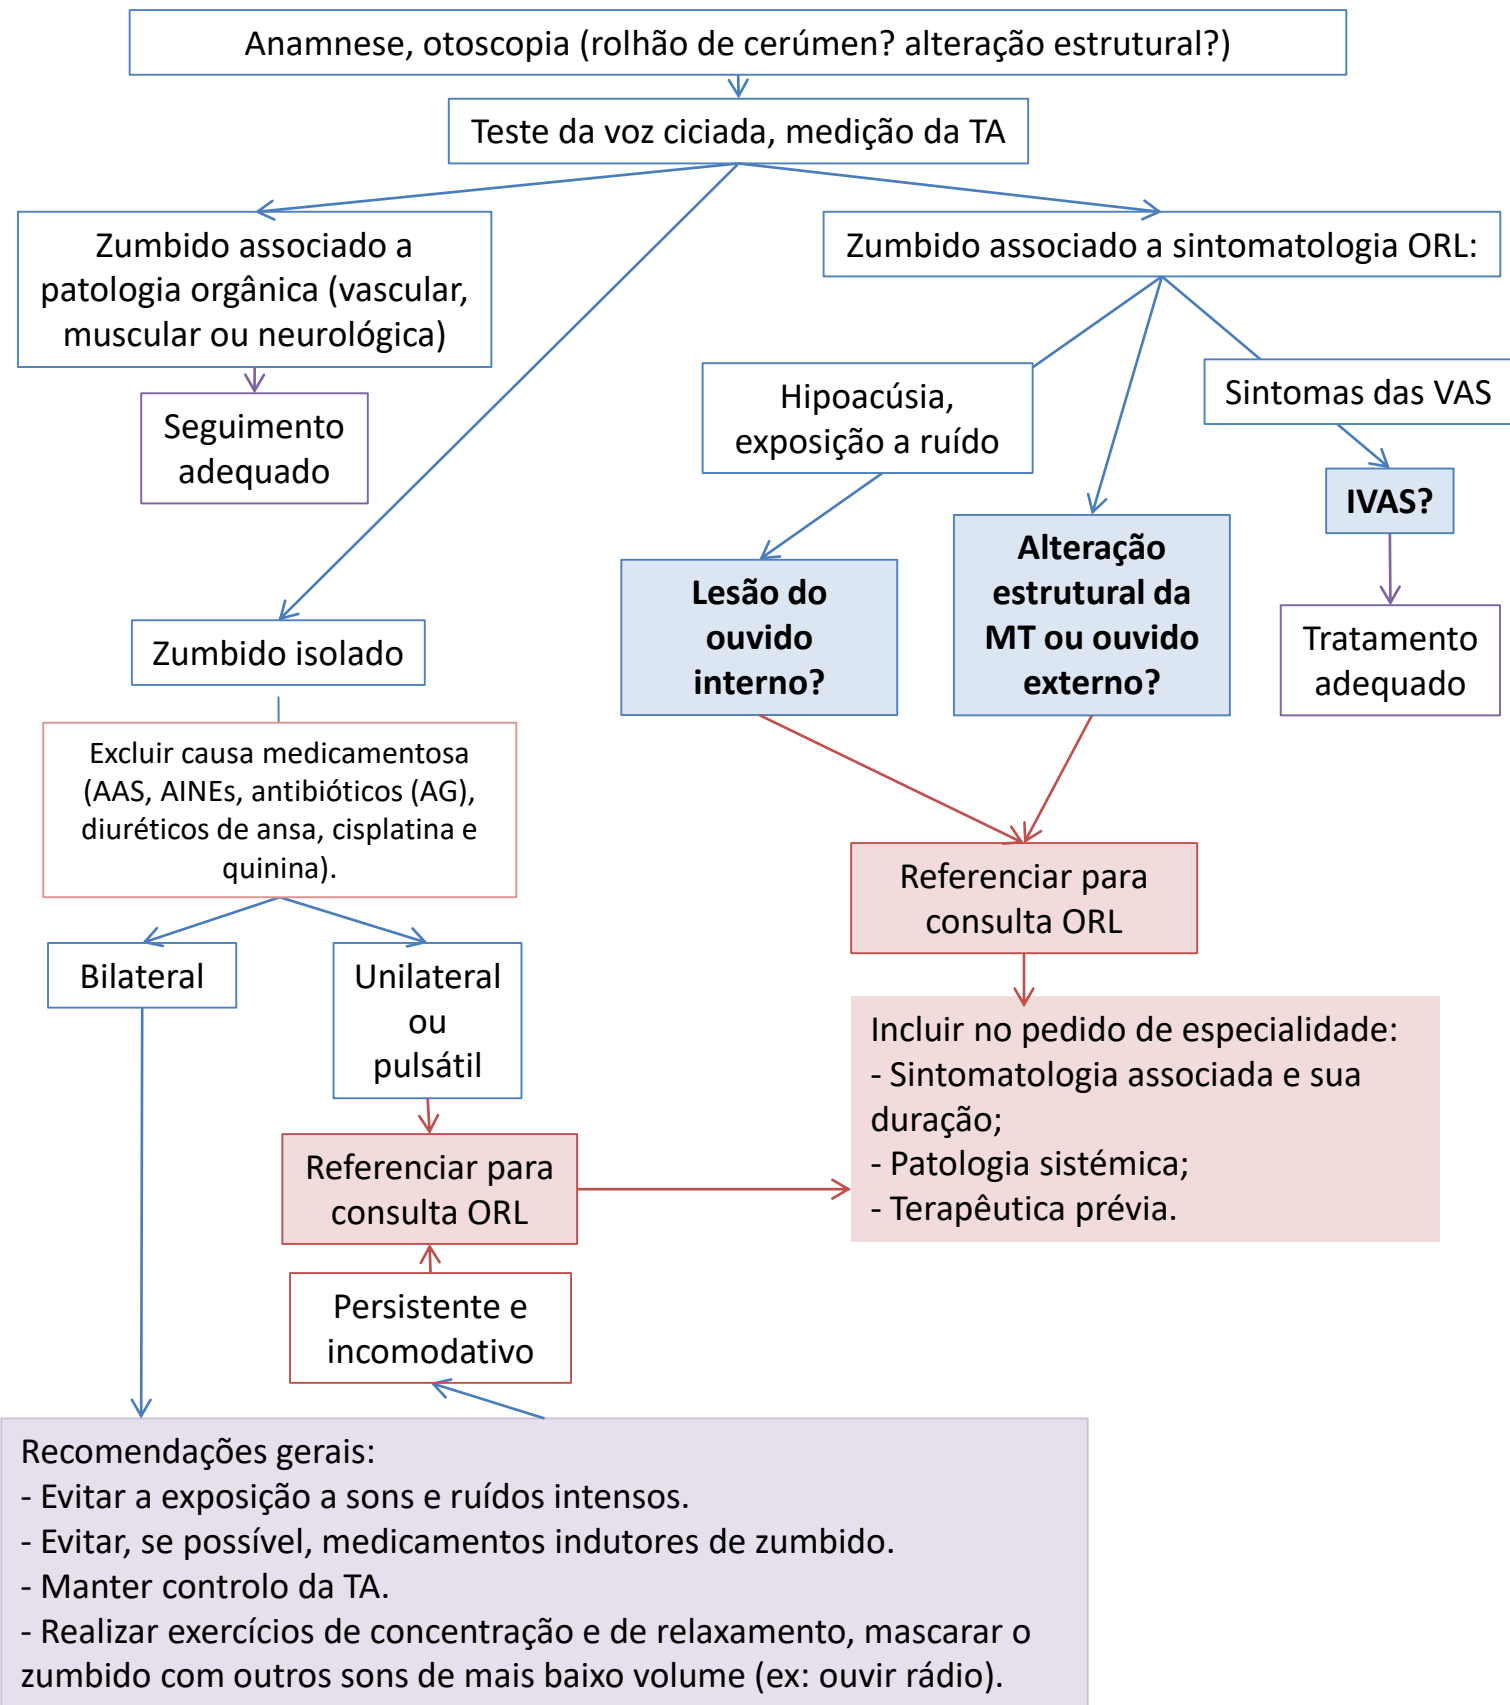 Anamnese, otoscopia (rolhão de cerúmen? alteração estrutural?)
Teste da voz ciciada, medição da TA
Zumbido associado a
patologia orgânica (vascular,
muscular ou neurológica)
Seguimento
adequado
Zumbido associado a sintomatologia ORL:
Hipoacúsia,
exposição a ruído
Sintomas das VAS
IVAS?
Lesão do
ouvido
interno?
Alteração
estrutural da
MT ou ouvido
externo?
Tratamento
adequado
Zumbido isolado
Excluir causa medicamentosa
(AAS, AINEs, antibióticos (AG),
diuréticos de ansa, cisplatina e
quinina).
Bilateral
Unilateral
ou
pulsátil
Referenciar para
consulta ORL
Referenciar para
consulta ORL
Incluir no pedido de especialidade:
- Sintomatologia associada e sua
duração;
- Patologia sistémica;
- Terapêutica prévia.
Persistente e
incomodativo
Recomendações gerais:
- Evitar a exposição a sons e ruídos intensos.
- Evitar, se possível, medicamentos indutores de zumbido.
- Manter controlo da TA.
- Realizar exercícios de concentração e de relaxamento, mascarar o
zumbido com outros sons de mais baixo volume (ex: ouvir rádio).